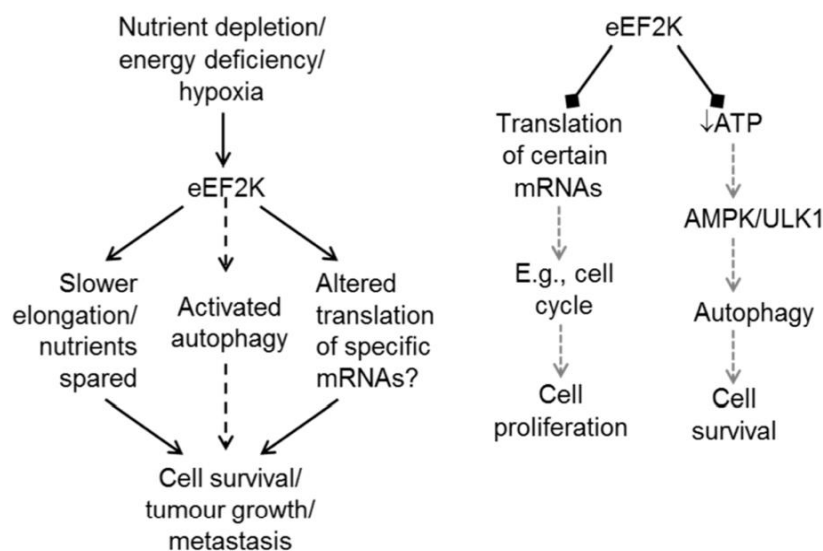 Nutrient depletion/
energy deficiency/
hypoxia
eEF2K
Slower
elongation/
nutrients
spared
Activated
autophagy
Altered
translation
of specific
mRNAs?
Cell survival/
tumour growth/
metastasis
eEF2K
Translation
of certain
mRNAs
E.g., cell
cycle
Cell
proliferation
↓ATP
AMPK/ULK1
Autophagy
Cell
survival